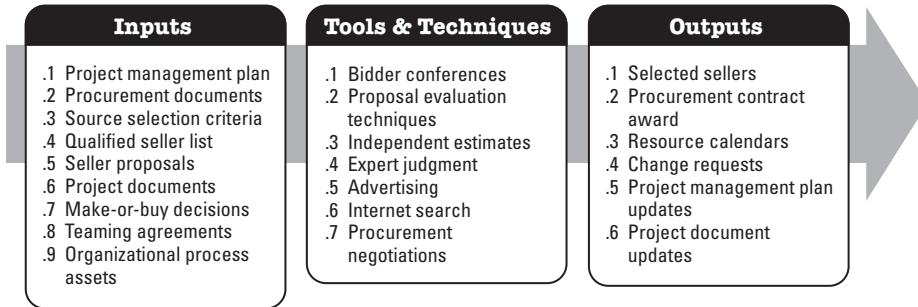 Inputs
.1 Project management plan
.2 Procurement documents
.3 Source selection criteria
.4 Qualified seller list
.5 Seller proposals
.6 Project documents
.7 Make-or-buy decisions
.8 Teaming agreements
.9 Organizational process
assets
Tools & Techniques
.1 Bidder conferences
.2 Proposal evaluation
techniques
.3 Independent estimates
.4 Expert judgment
.5 Advertising
.6 Internet search
.7 Procurement
negotiations
Outputs
.1 Selected sellers
.2 Procurement contract
award
.3 Resource calendars
.4 Change requests
.5 Project management plan
updates
.6 Project document
updates